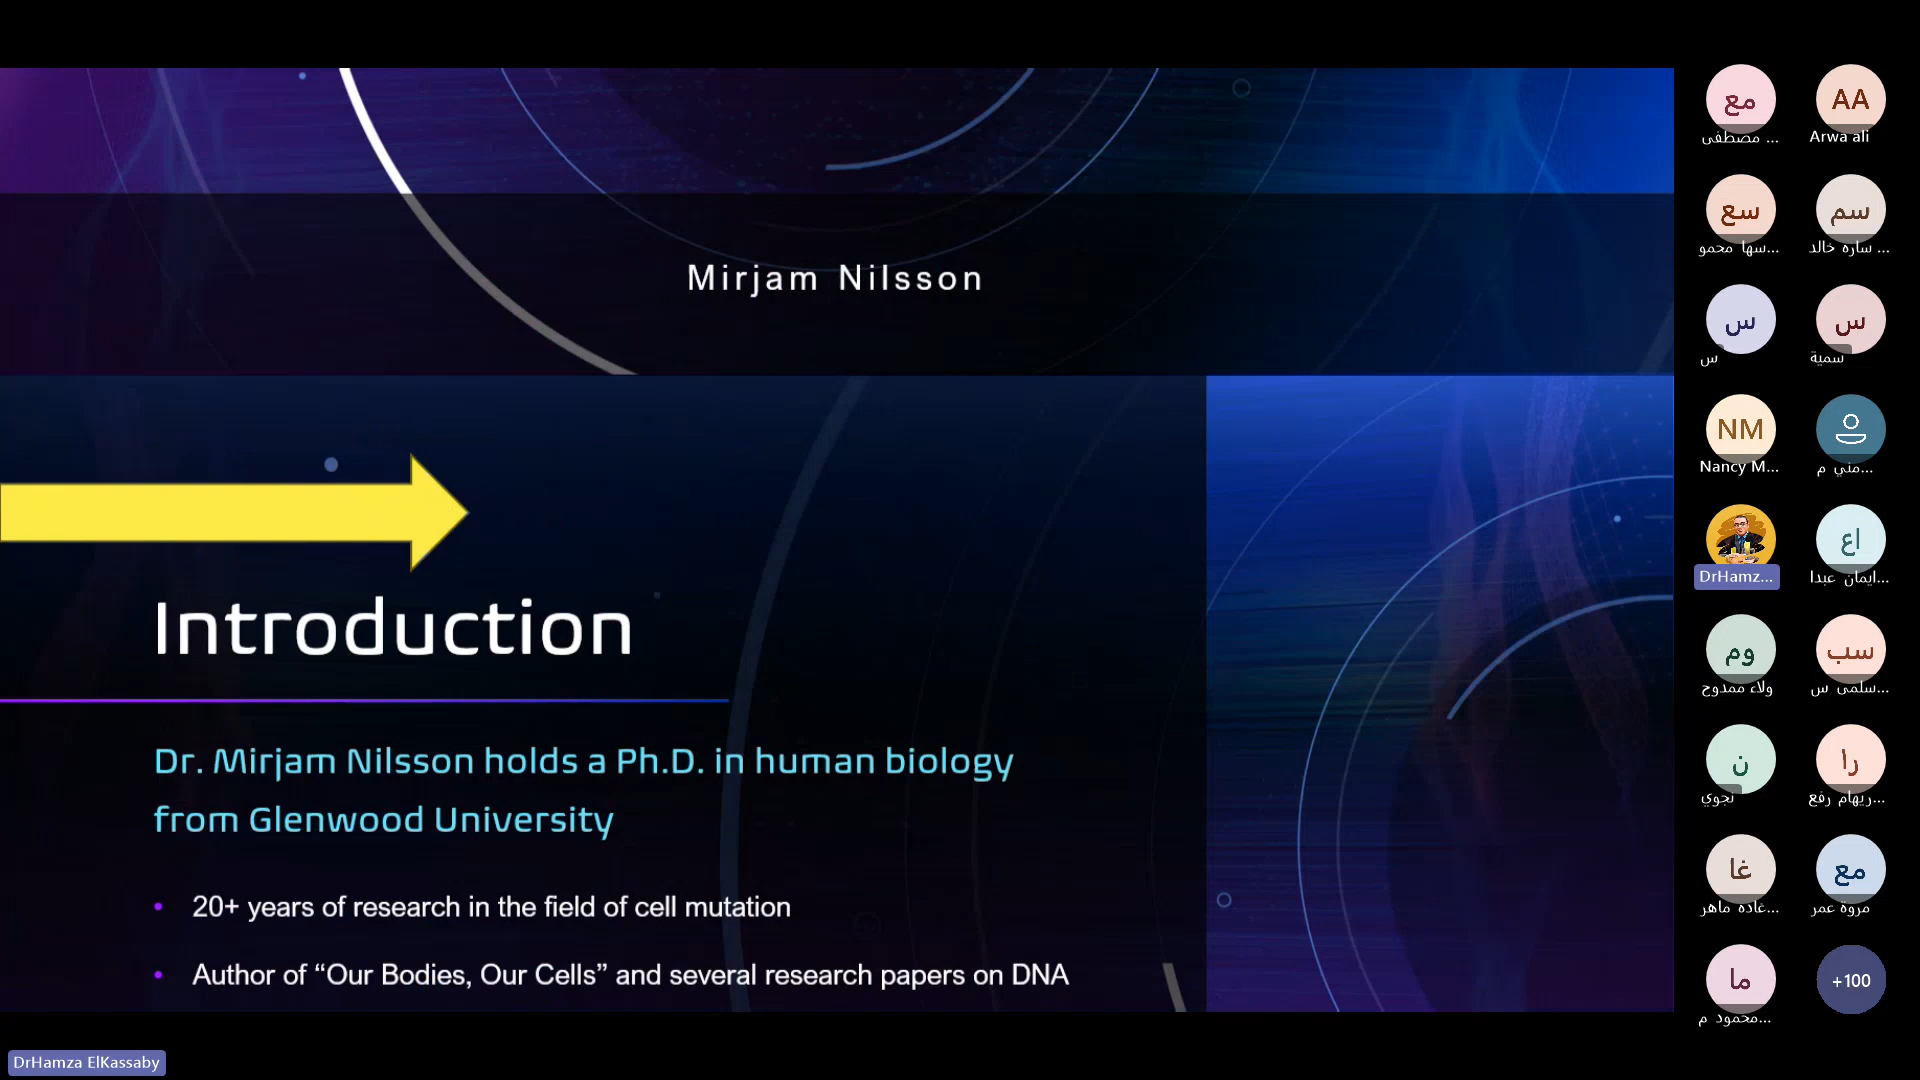 Mirjam Nilsson
Introduction
Dr. Mirjam Nilsson holds a Ph.D. in human biology
from Glenwood University
• 20+ years of research in the field of cell mutation
• Author of “Our Bodies, Our Cells” and several research papers on DNA
مع
مصطفى ...
AA
Arwa ali
سع
سها محمو...
سم
ساره خالد ...
س
س
س
سمية
NM
Nancy M...
مني م...
DrHamz...
اع
ايمان عبدا...
وم
ولاء ممدوح
سب
سلمى س...
ن
نجوي
را
ريهام رفع...
غا
غاده ماهر...
مع
مروة عمر
ما
محمود م...
+100
DrHamza ElKassaby